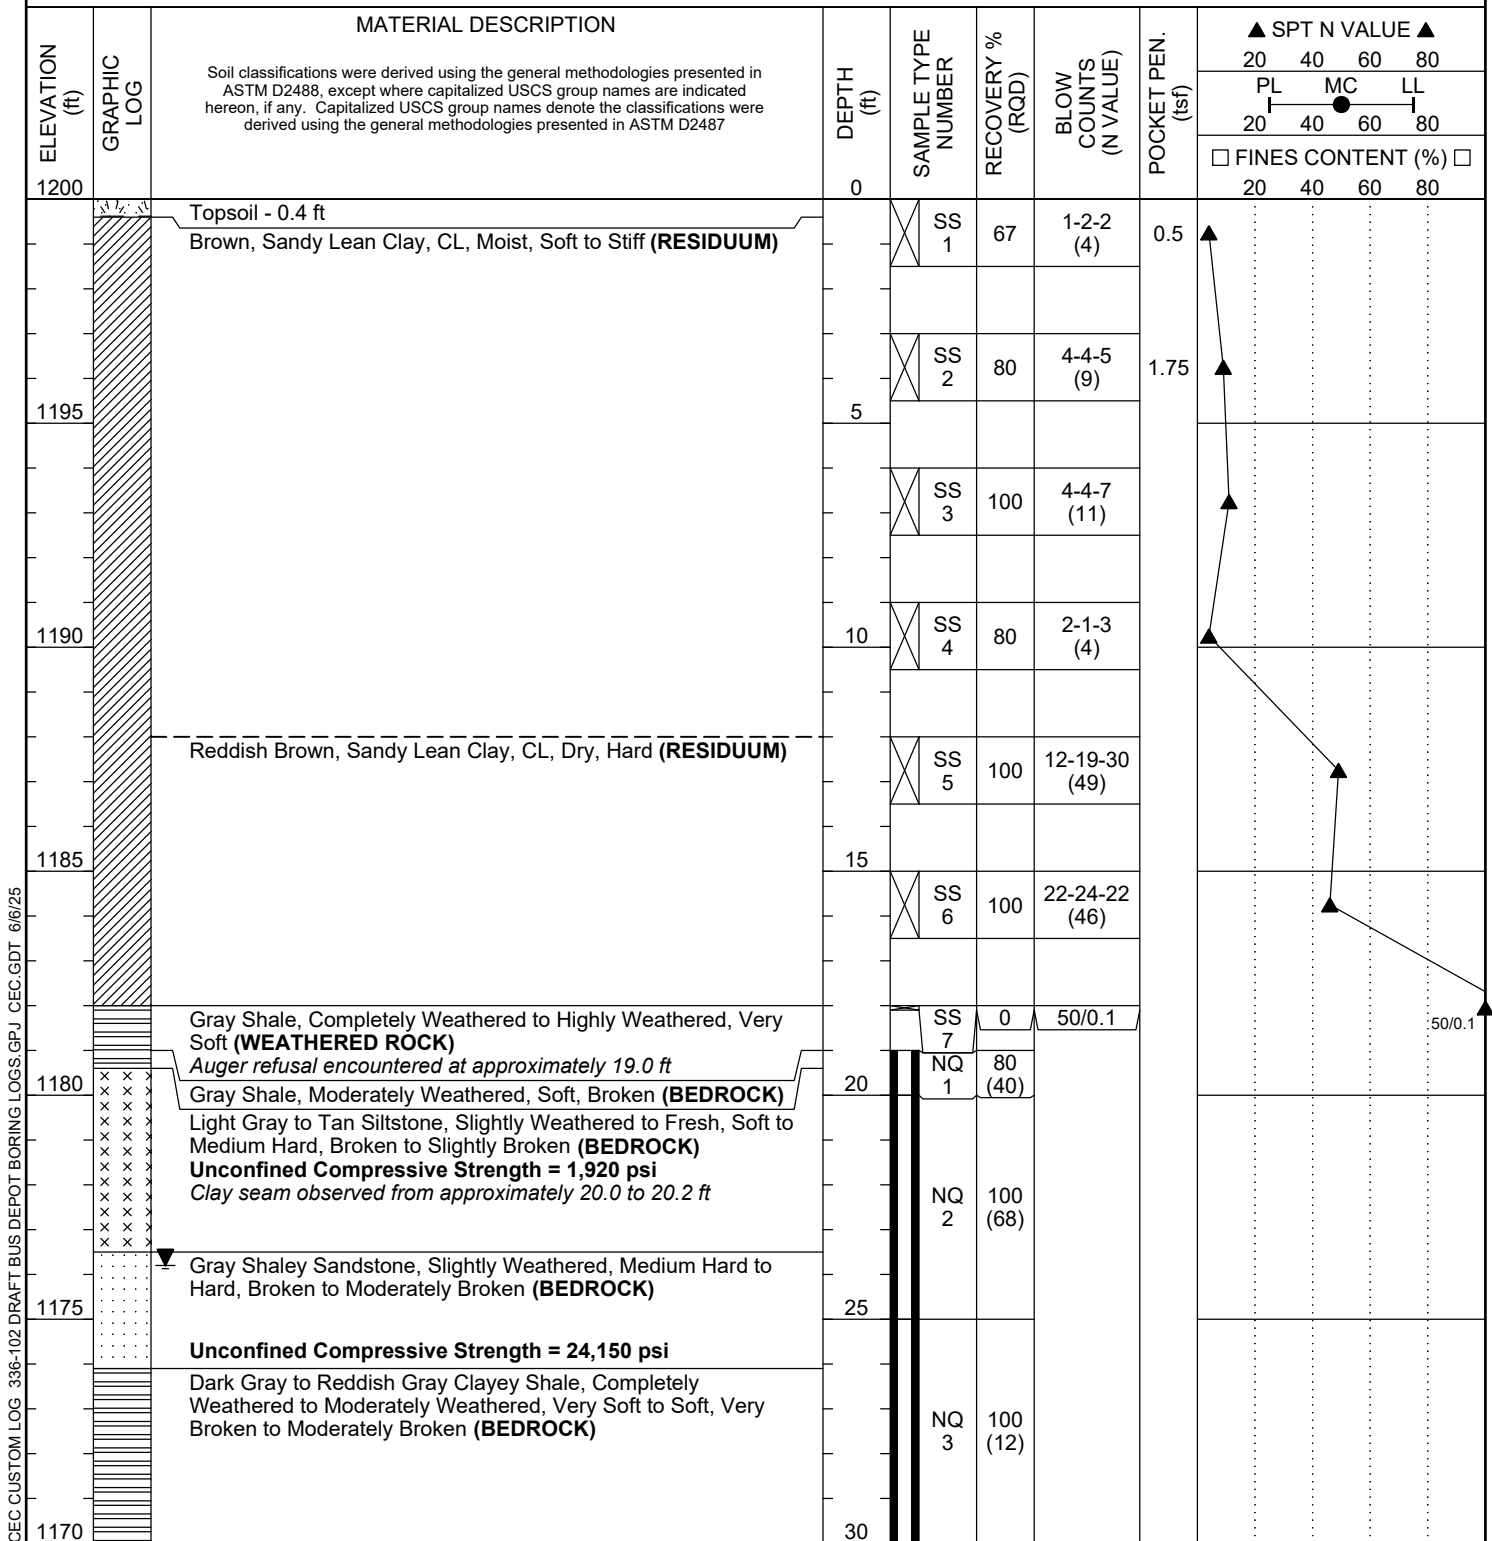 MATERIAL DESCRIPTION
Soil classifications were derived using the general methodologies presented in
ASTM D2488, except where capitalized USCS group names are indicated
hereon, if any. Capitalized USCS group names denote the classifications were
derived using the general methodologies presented in ASTM D2487
ELEVATION
(ft)
GRAPHIC
LOG
DEPTH
(ft)
SAMPLE TYPE
NUMBER
RECOVERY %
(RQD)
BLOW
COUNTS
(N VALUE)
POCKET PEN.
(tsf)
▲ SPT N VALUE ▲
20 40 60 80
PL MC LL
20 40 60 80
□ FINES CONTENT (%) □
20 40 60 80
1200
0
Topsoil - 0.4 ft
Brown, Sandy Lean Clay, CL, Moist, Soft to Stiff (RESIDUUM)
SS
1
67
1-2-2
(4)
0.5
SS
2
80
4-4-5
(9)
1.75
1195
5
SS
3
100
4-4-7
(11)
1190
10
SS
4
80
2-1-3
(4)
Reddish Brown, Sandy Lean Clay, CL, Dry, Hard (RESIDUUM)
SS
5
100
12-19-30
(49)
1185
15
SS
6
100
22-24-22
(46)
Gray Shale, Completely Weathered to Highly Weathered, Very
Soft (WEATHERED ROCK)
Auger refusal encountered at approximately 19.0 ft
SS
7
0
50/0.1
50/0.1
Gray Shale, Moderately Weathered, Soft, Broken (BEDROCK)
1180
20
NQ
1
80
(40)
Light Gray to Tan Siltstone, Slightly Weathered to Fresh, Soft to
Medium Hard, Broken to Slightly Broken (BEDROCK)
Unconfined Compressive Strength = 1,920 psi
Clay seam observed from approximately 20.0 to 20.2 ft
NQ
2
100
(68)
Gray Shaley Sandstone, Slightly Weathered, Medium Hard to
Hard, Broken to Moderately Broken (BEDROCK)
1175
25
Unconfined Compressive Strength = 24,150 psi
Dark Gray to Reddish Gray Clayey Shale, Completely
Weathered to Moderately Weathered, Very Soft to Soft, Very
Broken to Moderately Broken (BEDROCK)
NQ
3
100
(12)
1170
30
CEC CUSTOM LOG 336-102 DRAFT BUS DEPOT BORING LOGS.GPJ CEC.GDT 6/6/25